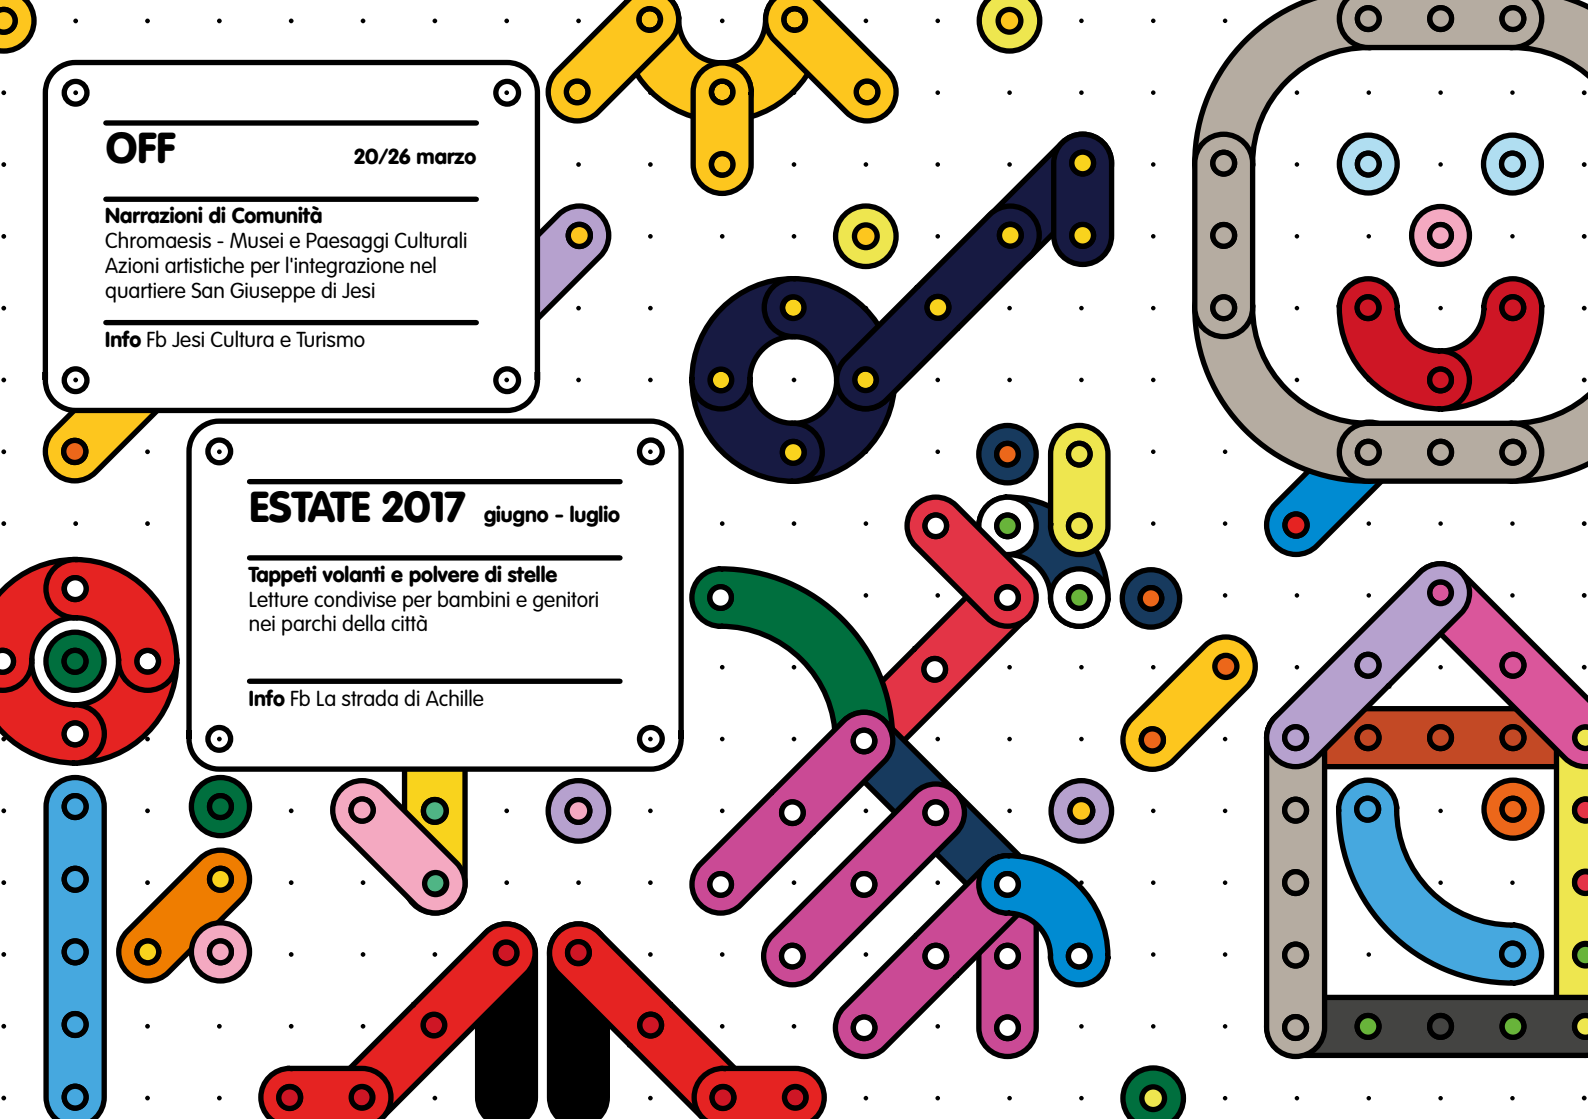 OFF 20/26 marzo
Narrazioni di Comunità
Chromaesis - Musei e Paesaggi Culturali
Azioni artistiche per l'integrazione nel
quartiere San Giuseppe di Jesi
Info Fb Jesi Cultura e Turismo
ESTATE 2017 giugno - luglio
Tappeti volanti e polvere di stelle
Letture condivise per bambini e genitori
nei parchi della città
Info Fb La strada di Achille